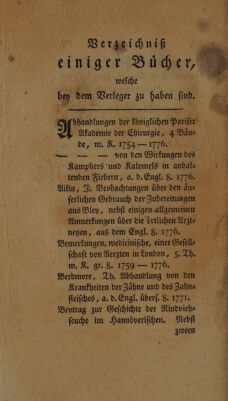 Verzeichniß
einiger Bücher,
welche
bey dem Verleger zu haben sind.
Abhandlungen der königlichen Pariser
Akademie der Chirurgie, 4 Bän-
de, m. K. 1754 — 1776.
— — — von den Wirkungen des
Kamphers und Kalomels in anhal-
tenden Fiebern, a. d. Engl. 8. 1776.
Aikin, J. Beobachtungen über den äu-
serlichen Gebrauch der Zubereitungen
aus Bley, nebst einigen allgemeinen
Anmerkungen über die örtlichen Arzt-
neyen, aus dem Engl. 8. 1776.
Bemerkungen, medicinische, einer Gesell-
schaft von Aerzten in London, 5. Th.
m. K. gr. 8. 1759 — 1776.
Berdmore, Th. Abhandlung von den
Krankheiten der Zähne und des Zahn-
fleisches, a. d. Engl. übers. 8. 1771.
Beytrag zur Geschichte der Rindvieh-
seuche im Hannöverischen. Nebst
zween